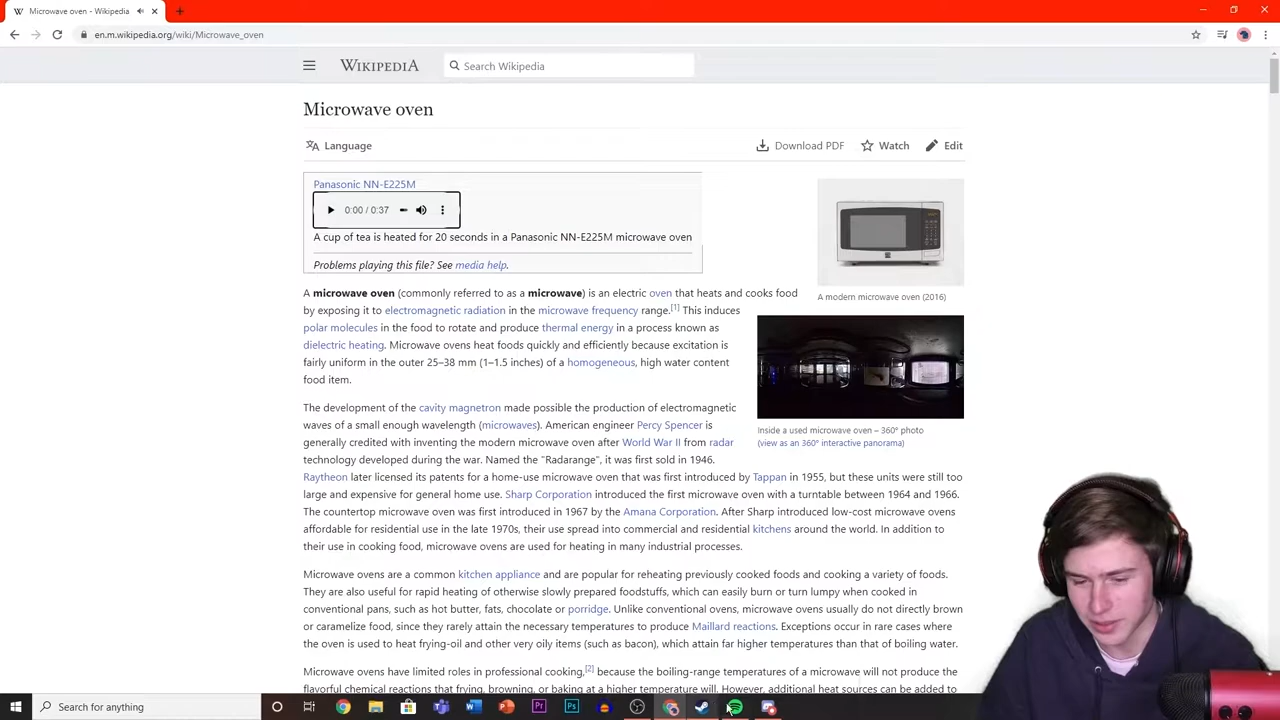 Microwave oven - Wikipedia
en.m.wikipedia.org/wiki/Microwave_oven
WIKIPEDIA
Search Wikipedia
Microwave oven
Language
Download PDF
Watch
Edit
Panasonic NN-E225M
0:00 / 0:37
A cup of tea is heated for 20 seconds in a Panasonic NN-E225M microwave oven
Problems playing this file? See media help.
A modern microwave oven (2016)
A microwave oven (commonly referred to as a microwave) is an electric oven that heats and cooks food
by exposing it to electromagnetic radiation in the microwave frequency range.[1] This induces
polar molecules in the food to rotate and produce thermal energy in a process known as
dielectric heating. Microwave ovens heat foods quickly and efficiently because excitation is
fairly uniform in the outer 25–38 mm (1–1.5 inches) of a homogeneous, high water content
food item.
Inside a used microwave oven – 360° photo
(view as an 360° interactive panorama)
The development of the cavity magnetron made possible the production of electromagnetic
waves of a small enough wavelength (microwaves). American engineer Percy Spencer is
generally credited with inventing the modern microwave oven after World War II from radar
technology developed during the war. Named the "Radarange", it was first sold in 1946.
Raytheon later licensed its patents for a home-use microwave oven that was first introduced by Tappan in 1955, but these units were still too
large and expensive for general home use. Sharp Corporation introduced the first microwave oven with a turntable between 1964 and 1966.
The countertop microwave oven was first introduced in 1967 by the Amana Corporation. After Sharp introduced low-cost microwave ovens
affordable for residential use in the late 1970s, their use spread into commercial and residential kitchens around the world. In addition to
their use in cooking food, microwave ovens are used for heating in many industrial processes.
Microwave ovens are a common kitchen appliance and are popular for reheating previously cooked foods and cooking a variety of foods.
They are also useful for rapid heating of otherwise slowly prepared foodstuffs, which can easily burn or turn lumpy when cooked in
conventional pans, such as hot butter, fats, chocolate or porridge. Unlike conventional ovens, microwave ovens usually do not directly brown
or caramelize food, since they rarely attain the necessary temperatures to produce Maillard reactions. Exceptions occur in rare cases where
the oven is used to heat frying-oil and other very oily items (such as bacon), which attain far higher temperatures than that of boiling water.
Microwave ovens have limited roles in professional cooking,[2] because the boiling-range temperatures of a microwave will not produce the
flavorful chemical reactions that frying, browning, or baking at a higher temperature will. However, additional heat sources can be added to
Search for anything